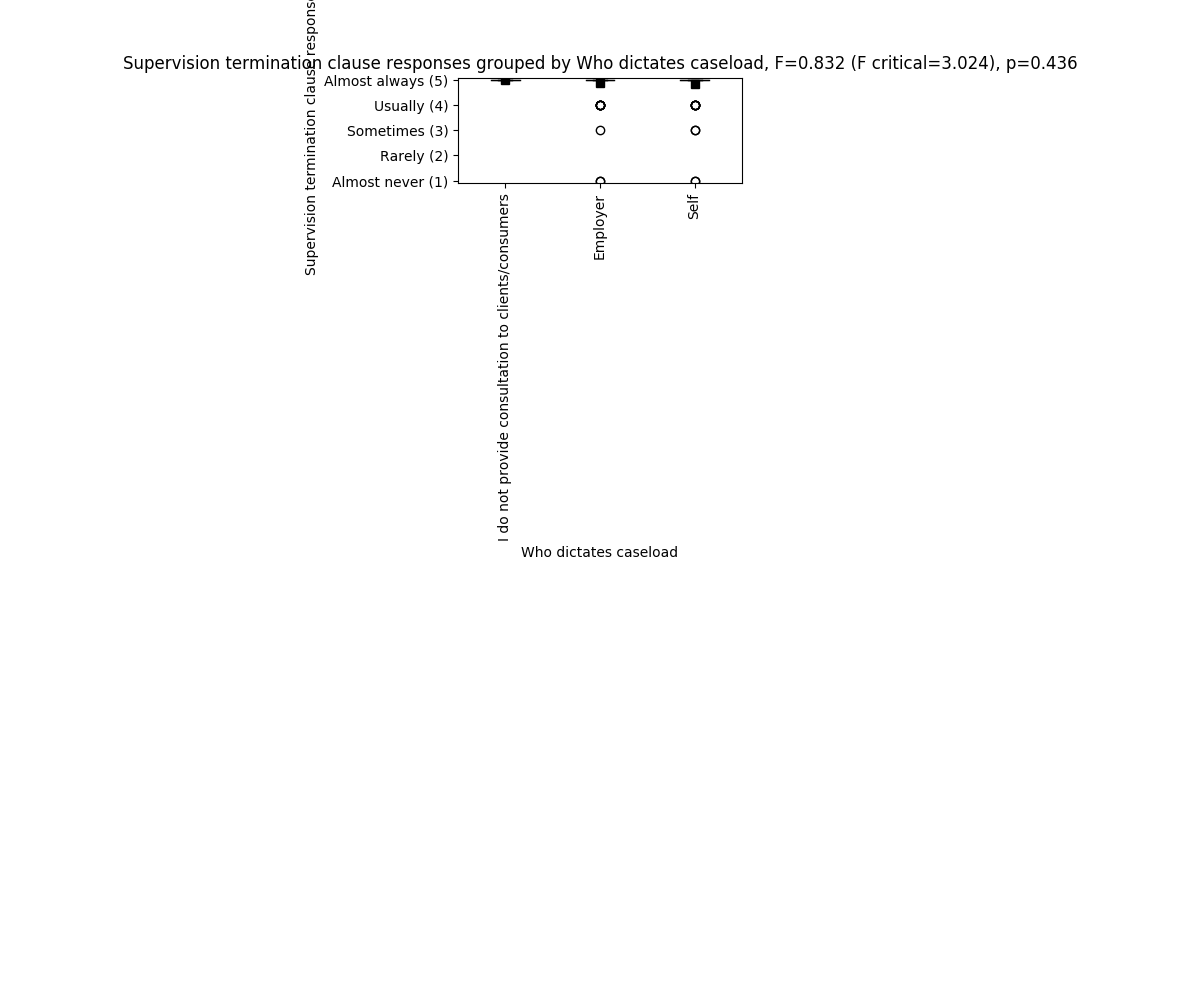 Supervision termination clause responses grouped by Who dictates caseload, F=0.832 (F critical=3.024), p=0.436
Supervision termination clause response
Almost always (5)
Usually (4)
Sometimes (3)
Rarely (2)
Almost never (1)
I do not provide consultation to clients/consumers
Employer
Self
Who dictates caseload